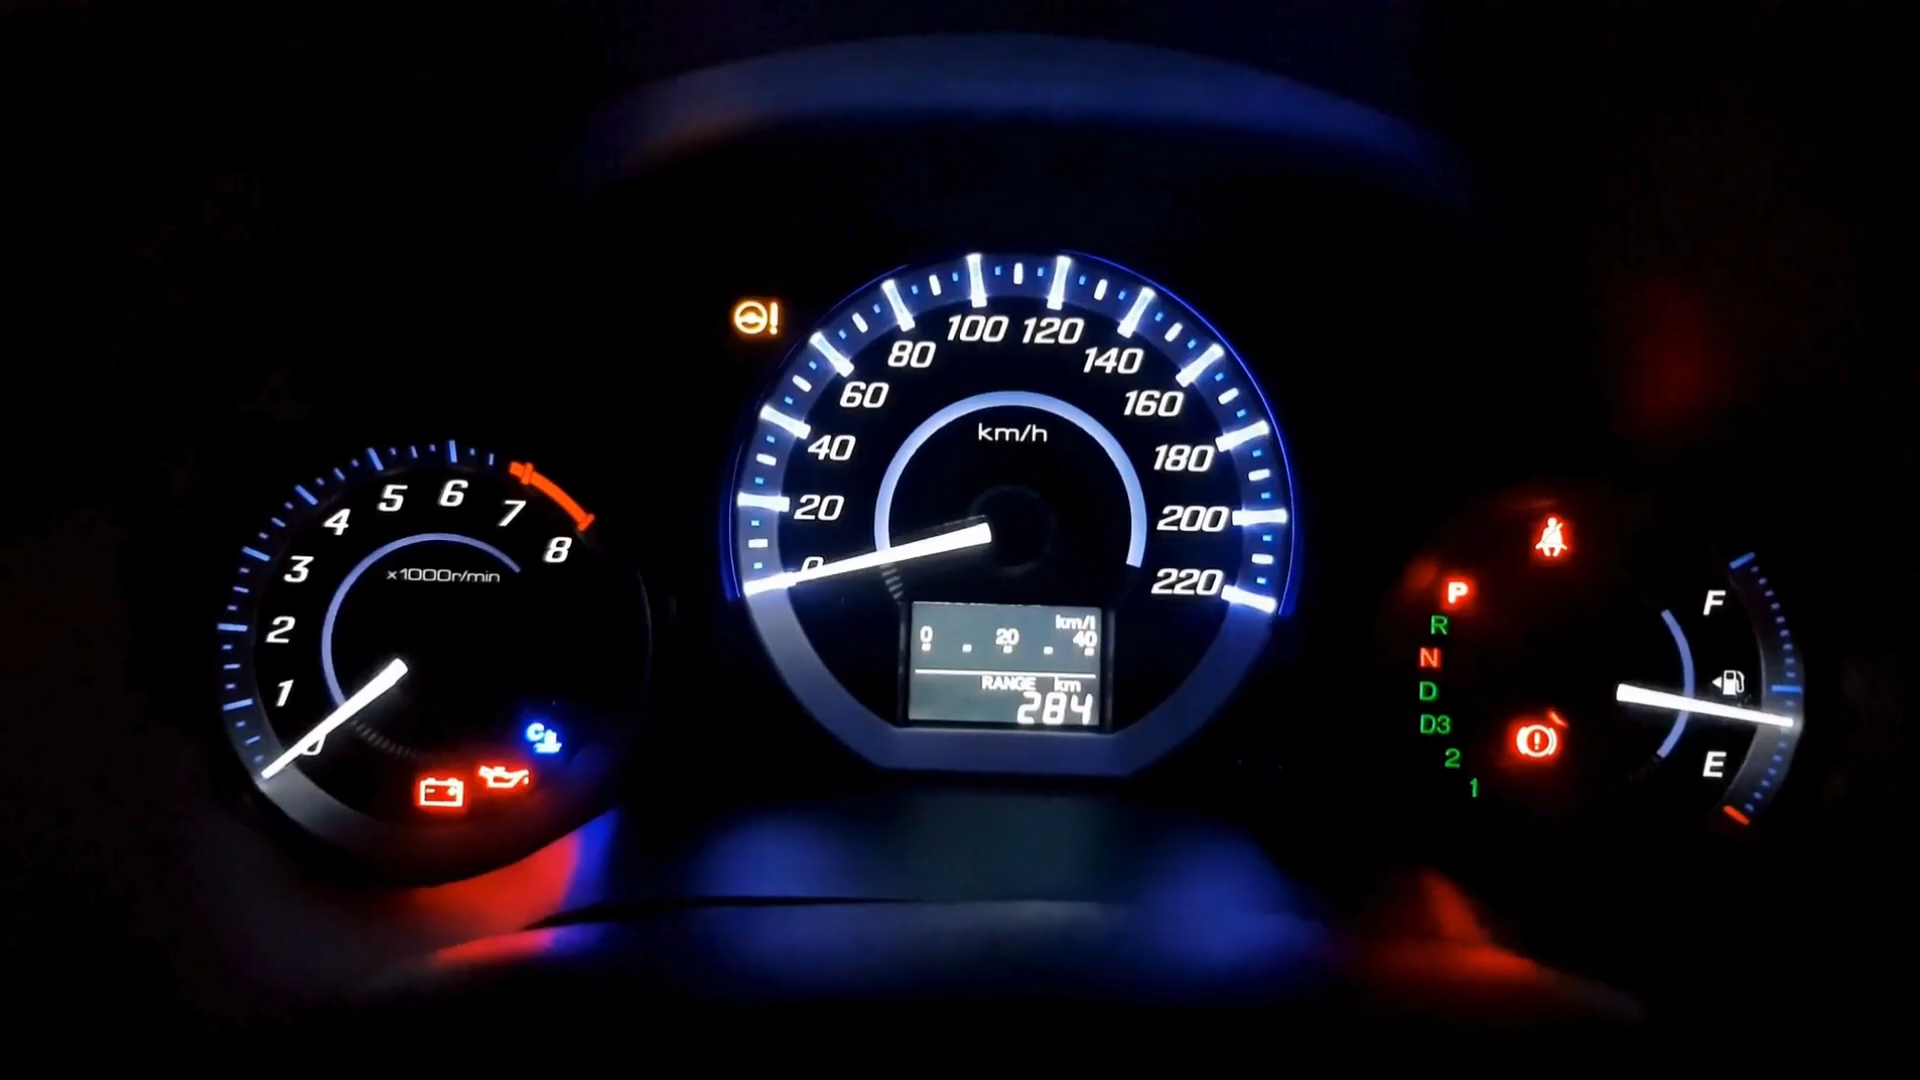 100 120
80 140
60 160
km/h
40 180
20 200
0 220
5 6 7
4 8
3 x1000r/min
2
1
0
km/l
0 20 40
RANGE km
284
C
P
R
N
D
D3
2
1
F
E